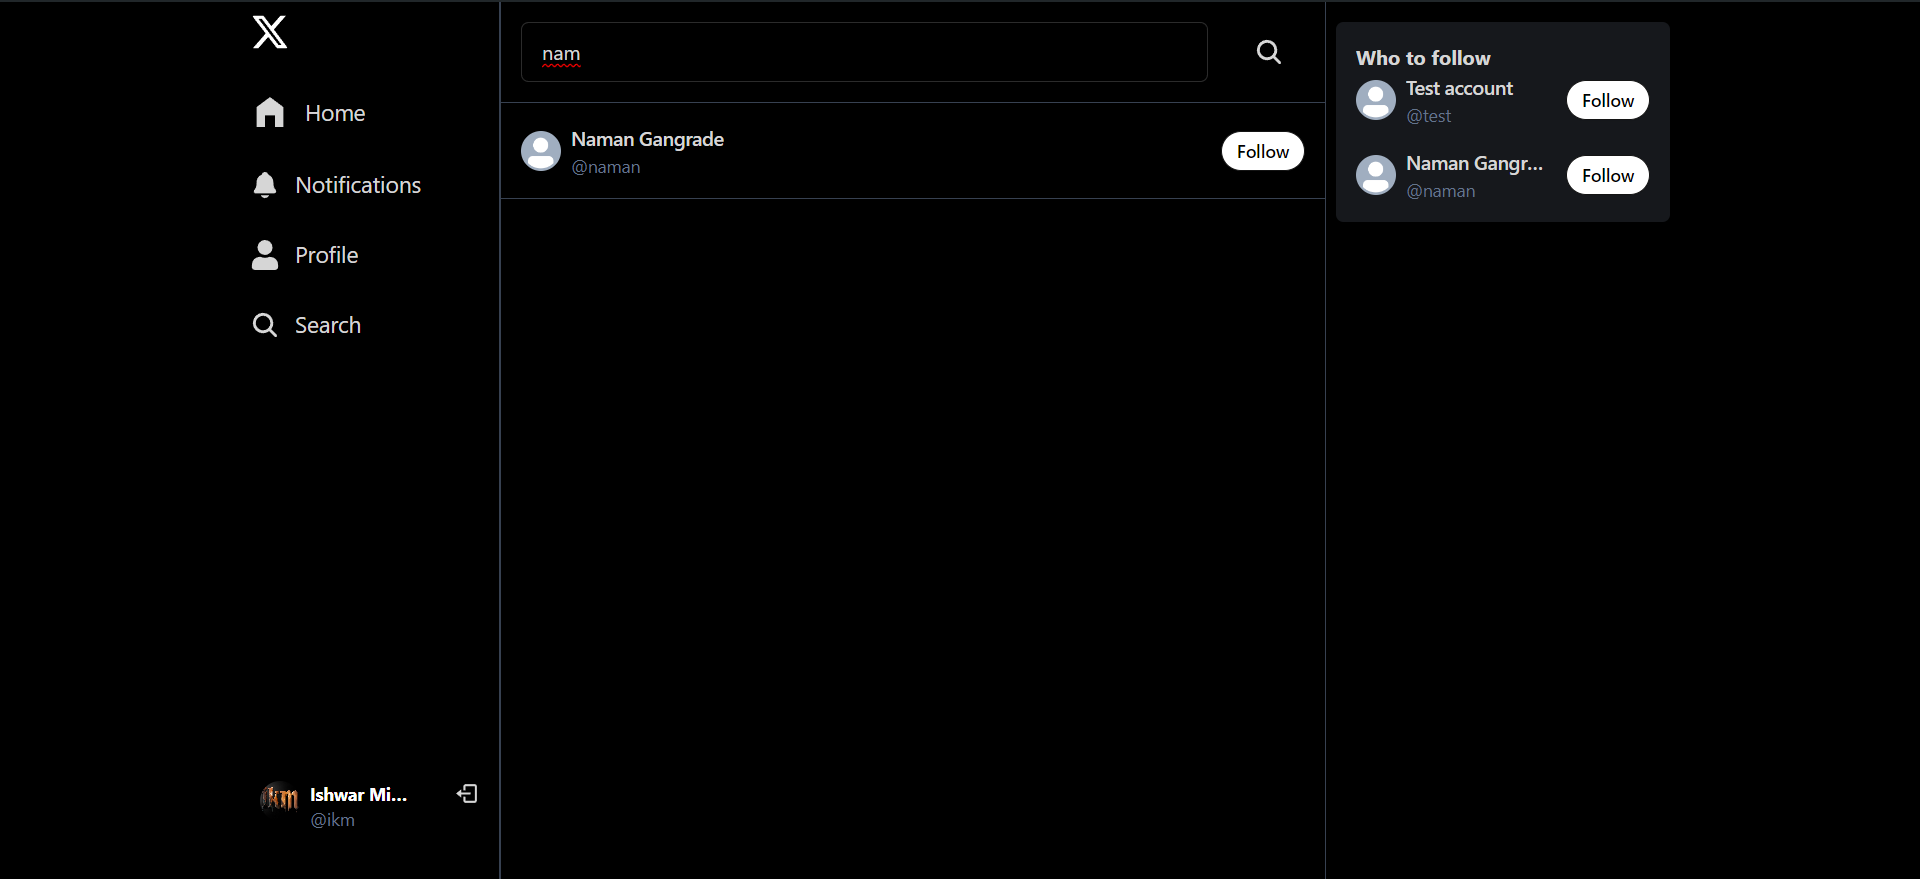 Home
Notifications
Profile
Search
Ishwar Mi...
@ikm
nam
Naman Gangrade
@naman
Follow
Who to follow
Test account
@test
Follow
Naman Gangr...
@naman
Follow
ikm